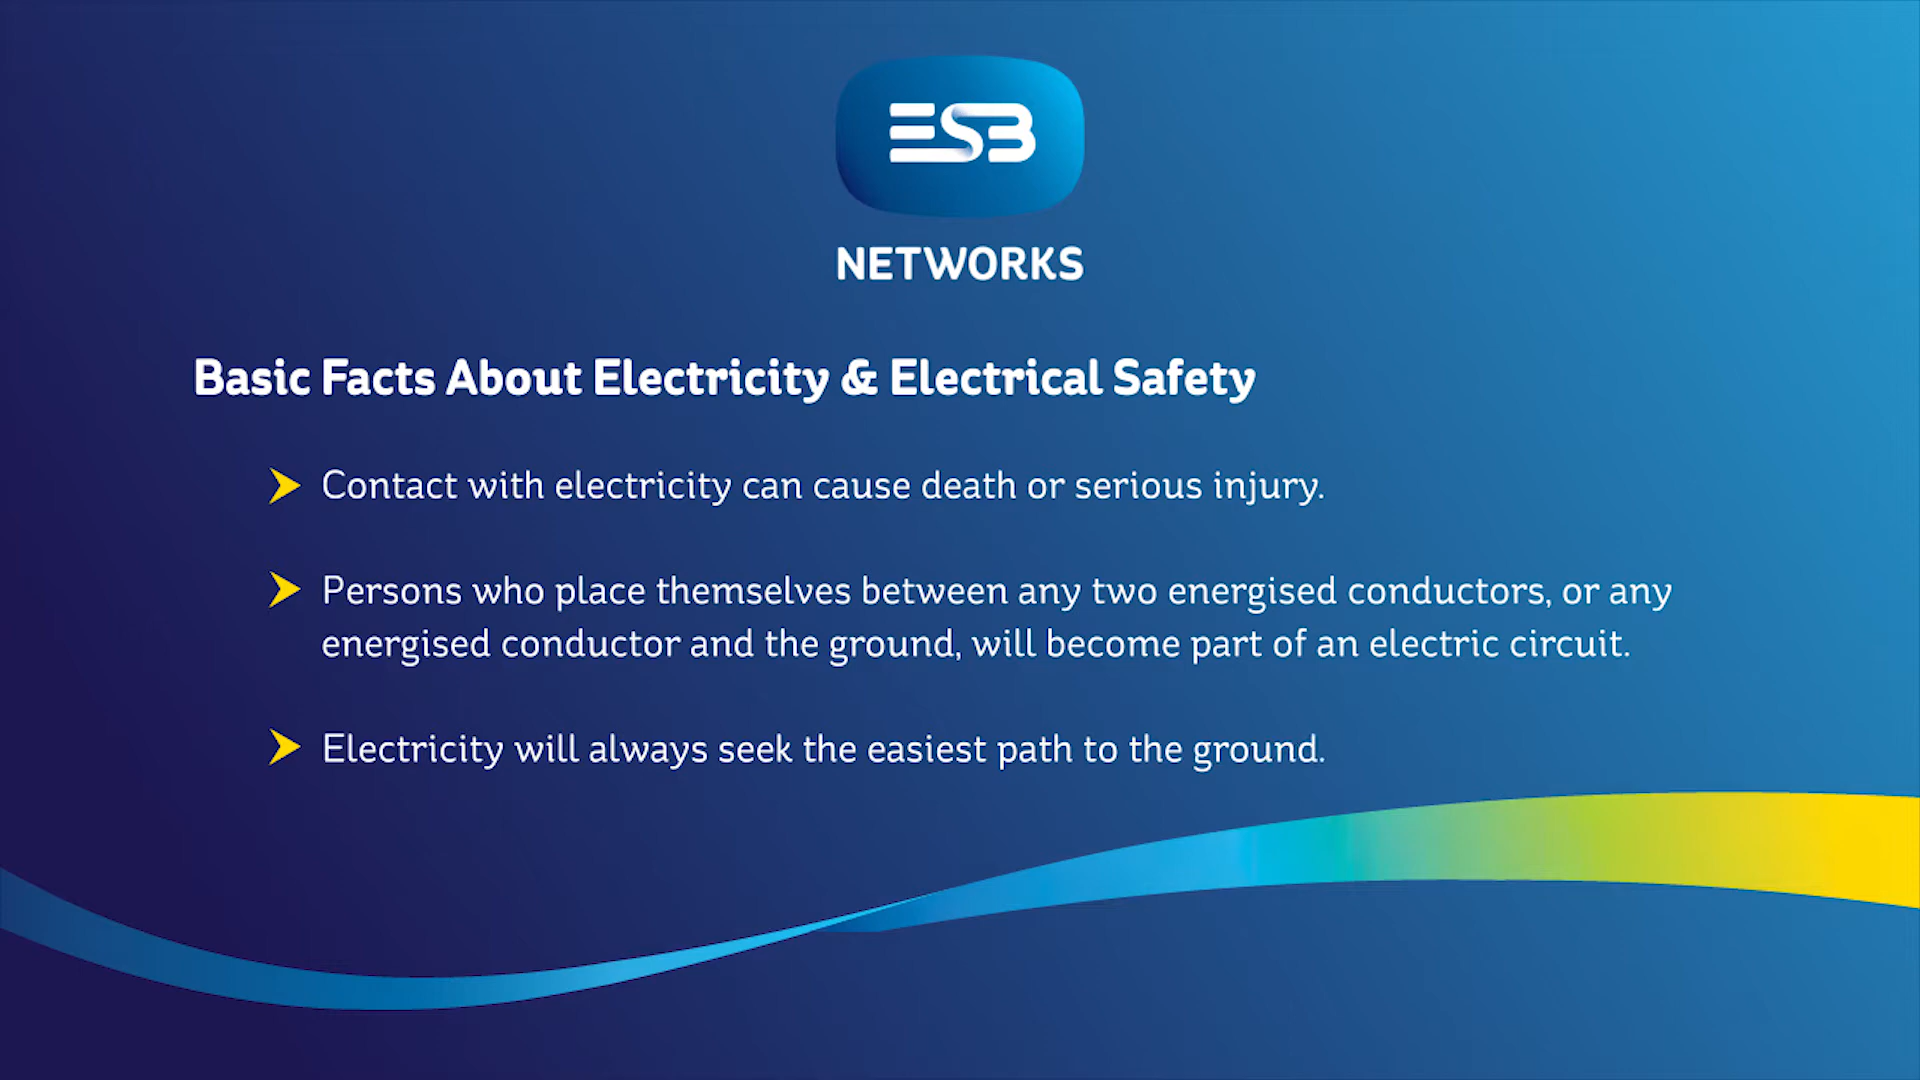 ESB
NETWORKS
Basic Facts About Electricity & Electrical Safety
Contact with electricity can cause death or serious injury.
Persons who place themselves between any two energised conductors, or any
energised conductor and the ground, will become part of an electric circuit.
Electricity will always seek the easiest path to the ground.